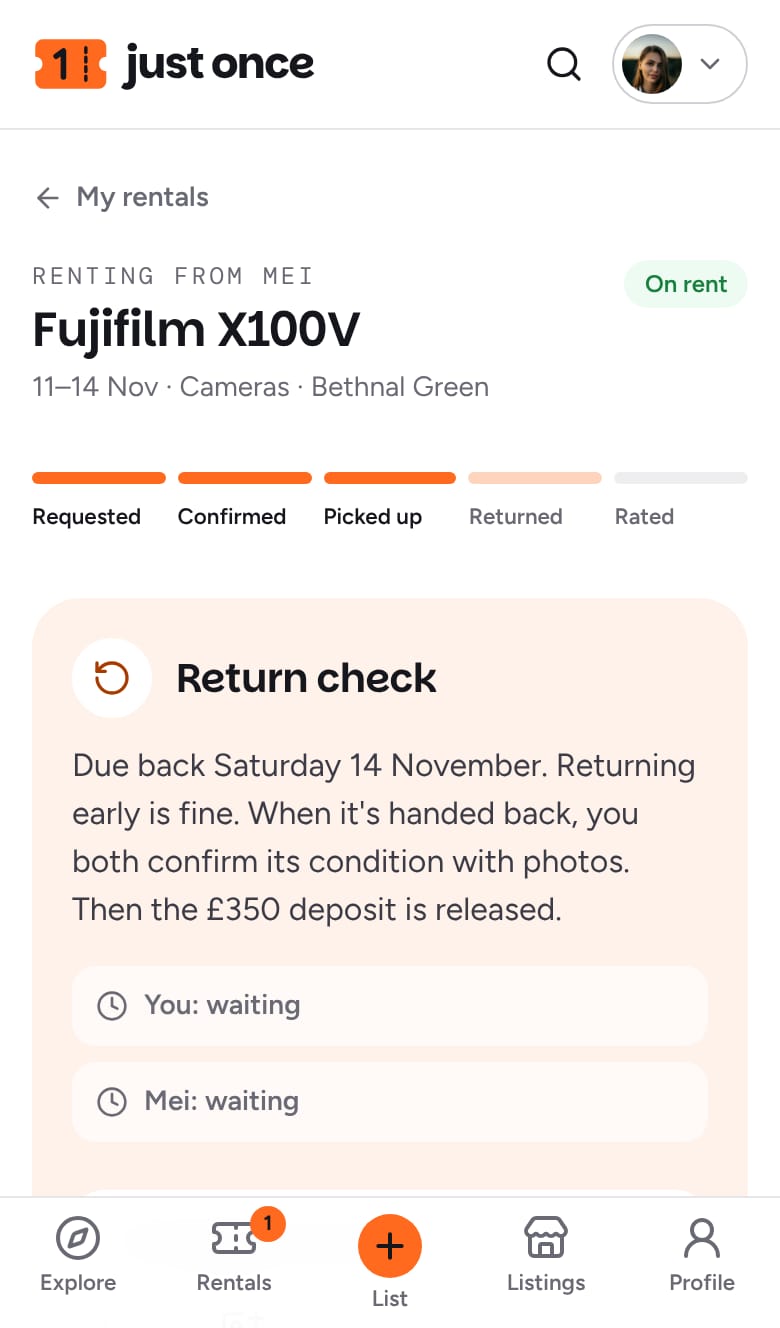 1 just once
My rentals
RENTING FROM MEI
On rent
Fujifilm X100V
11–14 Nov · Cameras · Bethnal Green
Requested Confirmed Picked up Returned Rated
Return check
Due back Saturday 14 November. Returning
early is fine. When it's handed back, you
both confirm its condition with photos.
Then the £350 deposit is released.
You: waiting
Mei: waiting
1
Explore Rentals List Listings Profile